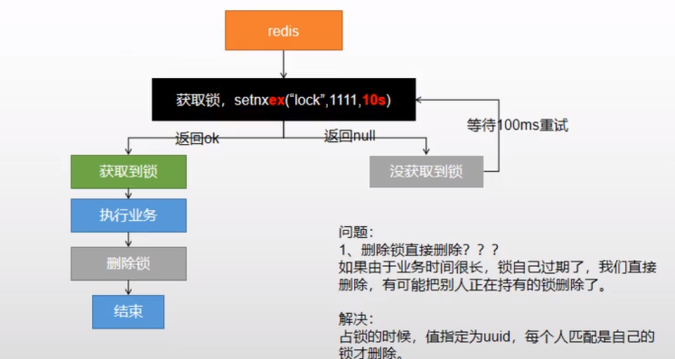 redis
获取锁，setnxex(“lock”,1111,10s)
返回ok
返回null
等待100ms重试
获取到锁
没获取到锁
执行业务
删除锁
结束
问题：
1、删除锁直接删除？？？
如果由于业务时间很长，锁自己过期了，我们直接
删除，有可能把别人正在持有的锁删除了。
解决：
占锁的时候，值指定为uuid，每个人匹配是自己的
锁才删除。